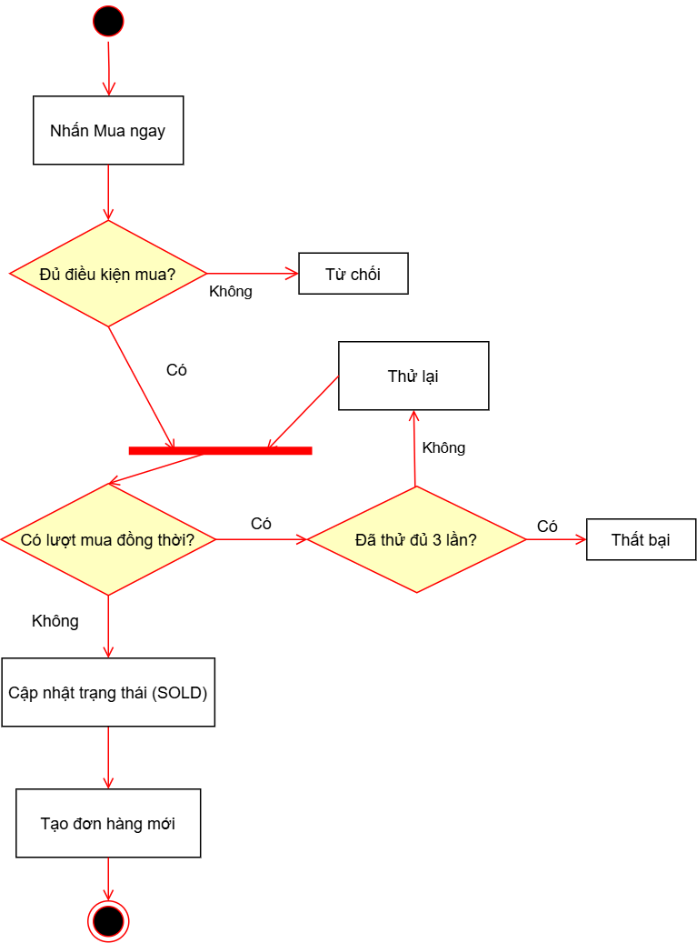 Nhấn Mua ngay
Đủ điều kiện mua?
Không
Từ chối
Có
Thử lại
Không
Có lượt mua đồng thời?
Có
Đã thử đủ 3 lần?
Có
Thất bại
Không
Cập nhật trạng thái (SOLD)
Tạo đơn hàng mới